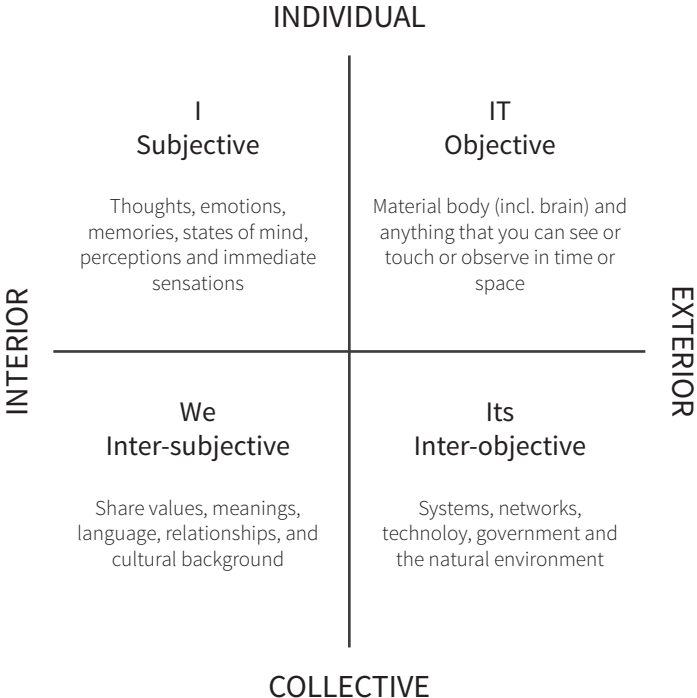 INDIVIDUAL
I
Subjective
Thoughts, emotions,
memories, states of mind,
perceptions and immediate
sensations
IT
Objective
Material body (incl. brain) and
anything that you can see or
touch or observe in time or
space
INTERIOR
EXTERIOR
We
Inter-subjective
Share values, meanings,
language, relationships, and
cultural background
Its
Inter-objective
Systems, networks,
technoloy, government and
the natural environment
COLLECTIVE